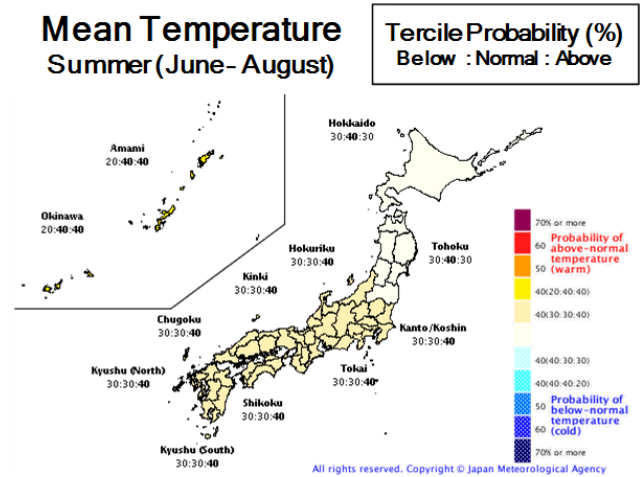 Mean Temperature
Summer (June- August)
Tercile Probability (%)
Below : Normal : Above
Hokkaido
30:40:30
Amami
20:40:40
Okinawa
20:40:40
Hokuriku
30:30:40
Tohoku
30:40:30
Kinki
30:30:40
Chugoku
30:30:40
Kanto/Koshin
30:30:40
Kyushu (North)
30:30:40
Tokai
30:30:40
Shikoku
30:30:40
Kyushu (South)
30:30:40
70% or more
60
Probability of
above-normal
temperature
(warm)
50
40(20:40:40)
40(30:30:40)
40(40:30:30)
40(40:40:20)
50
Probability of
below-normal
temperature
(cold)
60
70% or more
All rights reserved. Copyright © Japan Meteorological Agency